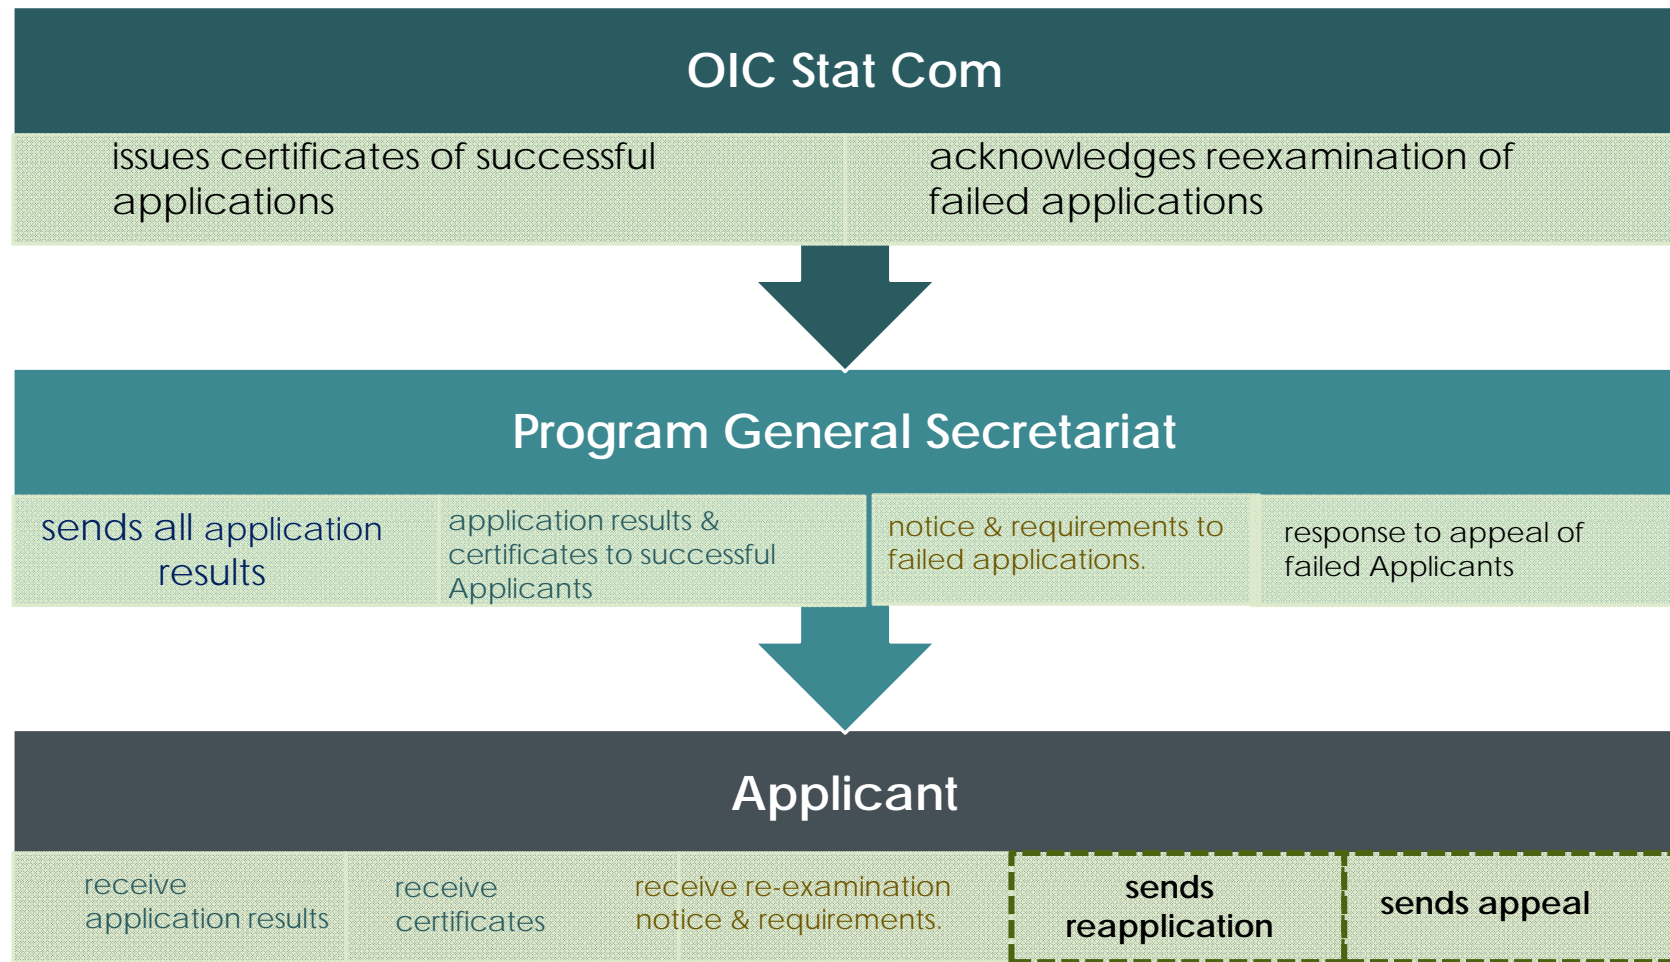 OIC Stat Com
issues certificates of successful
applications
acknowledges reexamination of
failed applications
Program General Secretariat
sends all application
results
application results &
certificates to successful
Applicants
notice & requirements to
failed applications.
response to appeal of
failed Applicants
Applicant
receive
application results
receive
certificates
receive re-examination
notice & requirements.
sends
reapplication
sends appeal